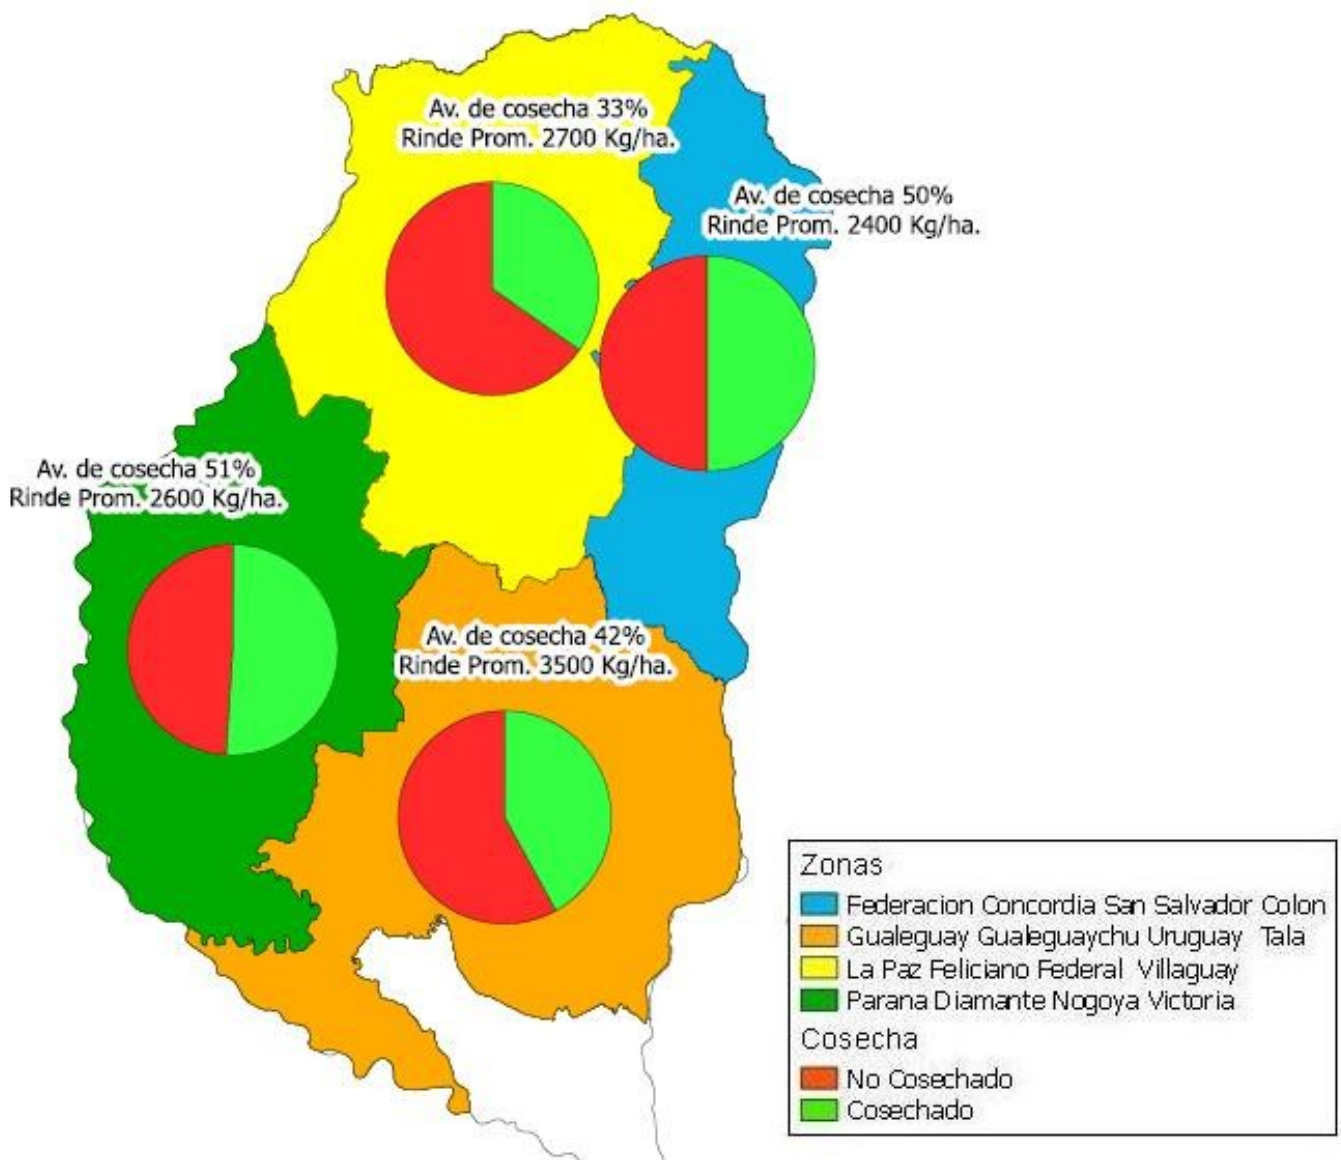 Av. de cosecha 33%
Rinde Prom. 2700 Kg/ha.
Av. de cosecha 50%
Rinde Prom. 2400 Kg/ha.
Av. de cosecha 51%
Rinde Prom. 2600 Kg/ha.
Av. de cosecha 42%
Rinde Prom. 3500 Kg/ha.
Zonas
Federacion Concordia San Salvador Colon
Gualeguay Gualeguaychu Uruguay Tala
La Paz Feliciano Federal Villaguay
Parana Diamante Nogoya Victoria
Cosecha
No Cosechado
Cosechado